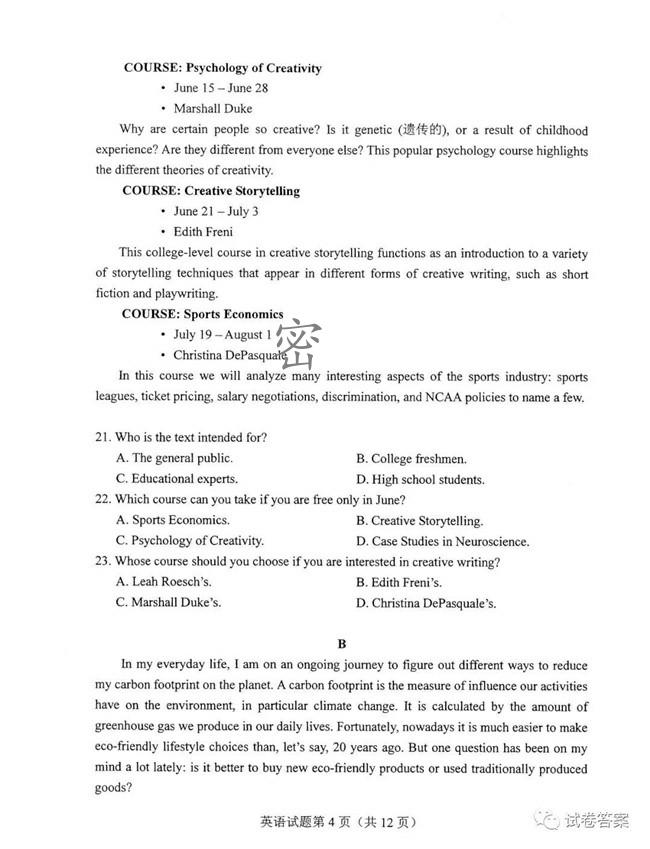 COURSE: Psychology of Creativity
• June 15 – June 28
• Marshall Duke
Why are certain people so creative? Is it genetic (遗传的), or a result of childhood
experience? Are they different from everyone else? This popular psychology course highlights
the different theories of creativity.
COURSE: Creative Storytelling
• June 21 – July 3
• Edith Freni
This college-level course in creative storytelling functions as an introduction to a variety
of storytelling techniques that appear in different forms of creative writing, such as short
fiction and playwriting.
COURSE: Sports Economics
• July 19 – August 1
• Christina DePasquale
密
In this course we will analyze many interesting aspects of the sports industry: sports
leagues, ticket pricing, salary negotiations, discrimination, and NCAA policies to name a few.
21. Who is the text intended for?
A. The general public. B. College freshmen.
C. Educational experts. D. High school students.
22. Which course can you take if you are free only in June?
A. Sports Economics. B. Creative Storytelling.
C. Psychology of Creativity. D. Case Studies in Neuroscience.
23. Whose course should you choose if you are interested in creative writing?
A. Leah Roesch's. B. Edith Freni's.
C. Marshall Duke's. D. Christina DePasquale's.
B
In my everyday life, I am on an ongoing journey to figure out different ways to reduce
my carbon footprint on the planet. A carbon footprint is the measure of influence our activities
have on the environment, in particular climate change. It is calculated by the amount of
greenhouse gas we produce in our daily lives. Fortunately, nowadays it is much easier to make
eco-friendly lifestyle choices than, let's say, 20 years ago. But one question has been on my
mind a lot lately: is it better to buy new eco-friendly products or used traditionally produced
goods?
英语试题第 4 页（共 12 页）
试卷答案